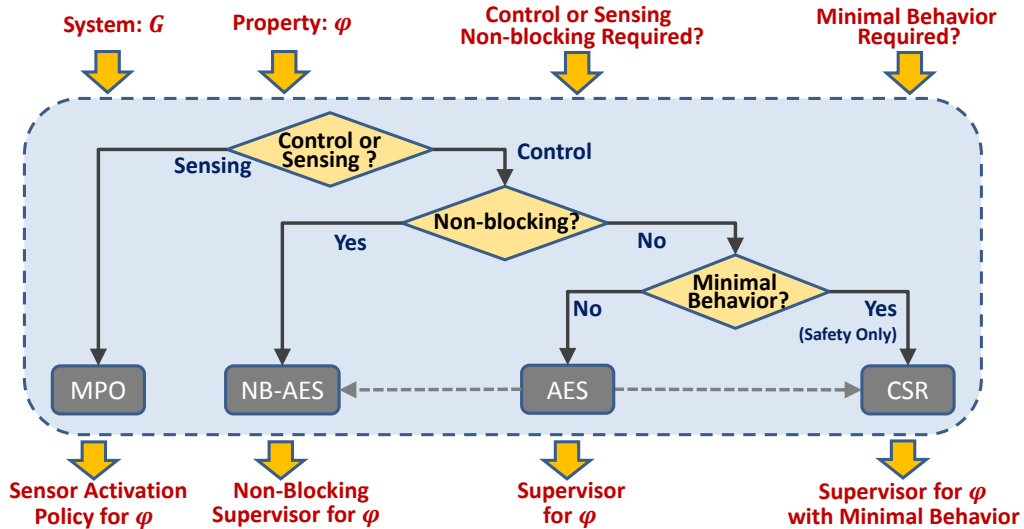 System: G
Property: φ
Control or Sensing
Non-blocking Required?
Minimal Behavior
Required?
Control or
Sensing ?
Sensing
Control
Non-blocking?
Yes
No
Minimal
Behavior?
No
Yes
(Safety Only)
MPO
NB-AES
AES
CSR
Sensor Activation
Policy for φ
Non-Blocking
Supervisor for φ
Supervisor
for φ
Supervisor for φ
with Minimal Behavior